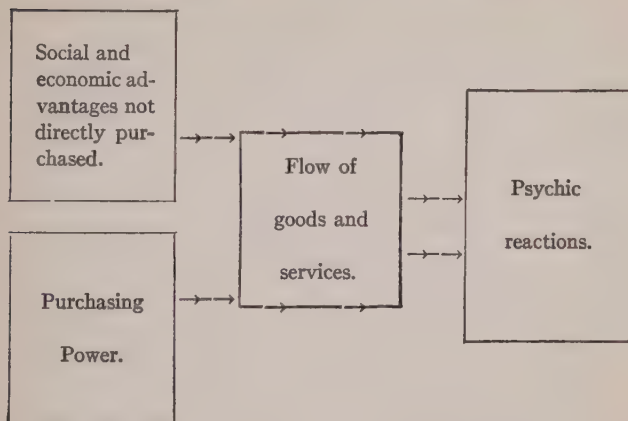 Social and
economic ad-
vantages not
directly pur-
chased.
Purchasing
Power.
Flow of
goods and
services.
Psychic
reactions.